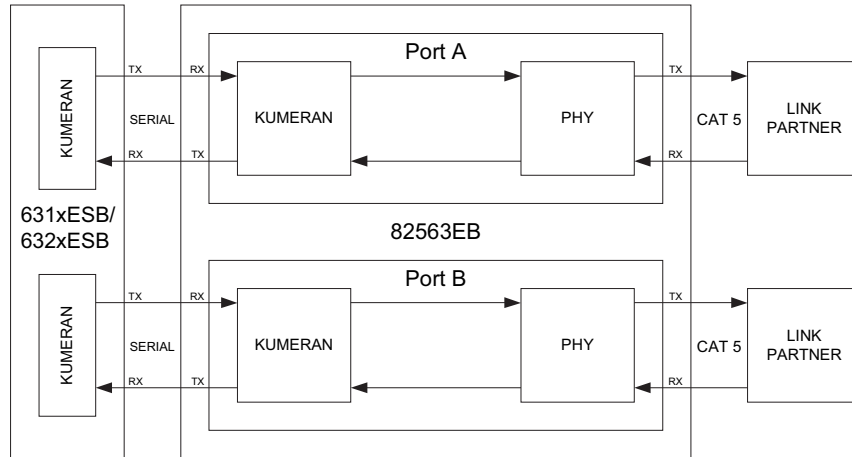 Port A
KUMERAN
TX
RX
SERIAL
RX
TX
KUMERAN
PHY
TX
CAT 5
RX
LINK
PARTNER
631xESB/
632xESB
82563EB
Port B
KUMERAN
TX
RX
SERIAL
RX
TX
KUMERAN
PHY
TX
CAT 5
RX
LINK
PARTNER